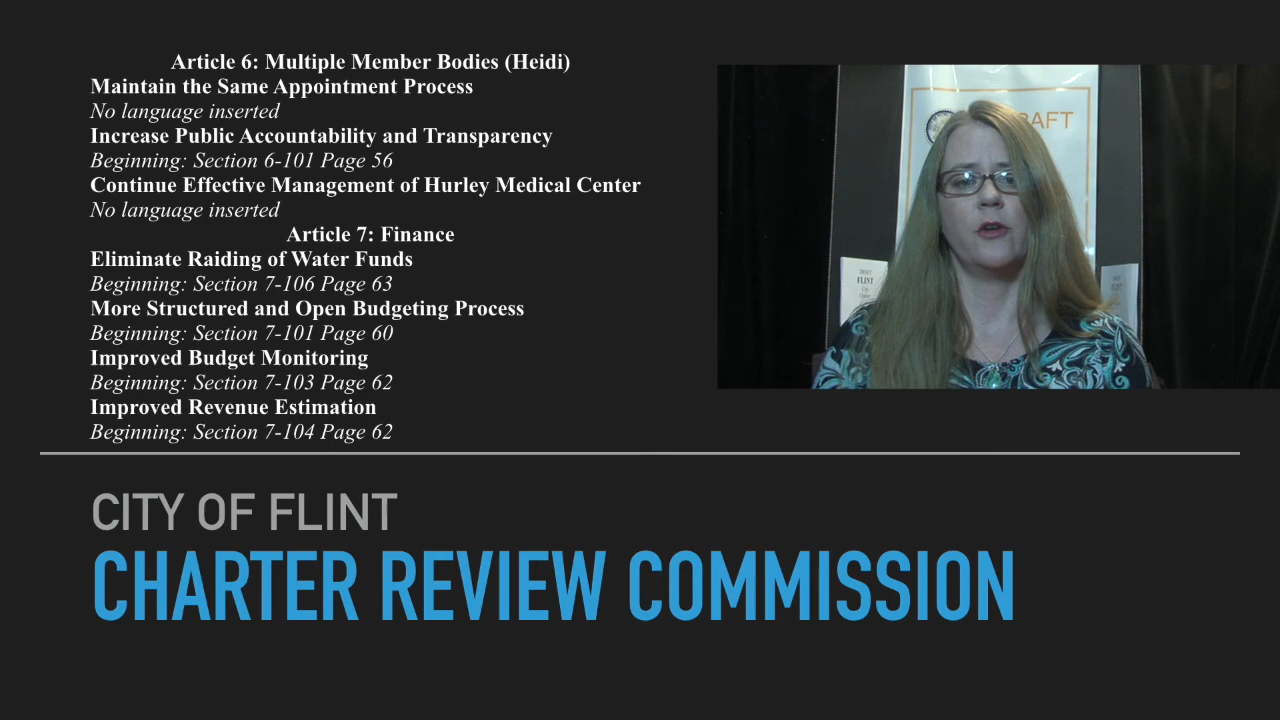 Article 6: Multiple Member Bodies (Heidi)
Maintain the Same Appointment Process
No language inserted
Increase Public Accountability and Transparency
Beginning: Section 6-101 Page 56
Continue Effective Management of Hurley Medical Center
No language inserted
Article 7: Finance
Eliminate Raiding of Water Funds
Beginning: Section 7-106 Page 63
More Structured and Open Budgeting Process
Beginning: Section 7-101 Page 60
Improved Budget Monitoring
Beginning: Section 7-103 Page 62
Improved Revenue Estimation
Beginning: Section 7-104 Page 62
AFT
DRAFT
FLINT
City
CITY OF FLINT
CHARTER REVIEW COMMISSION